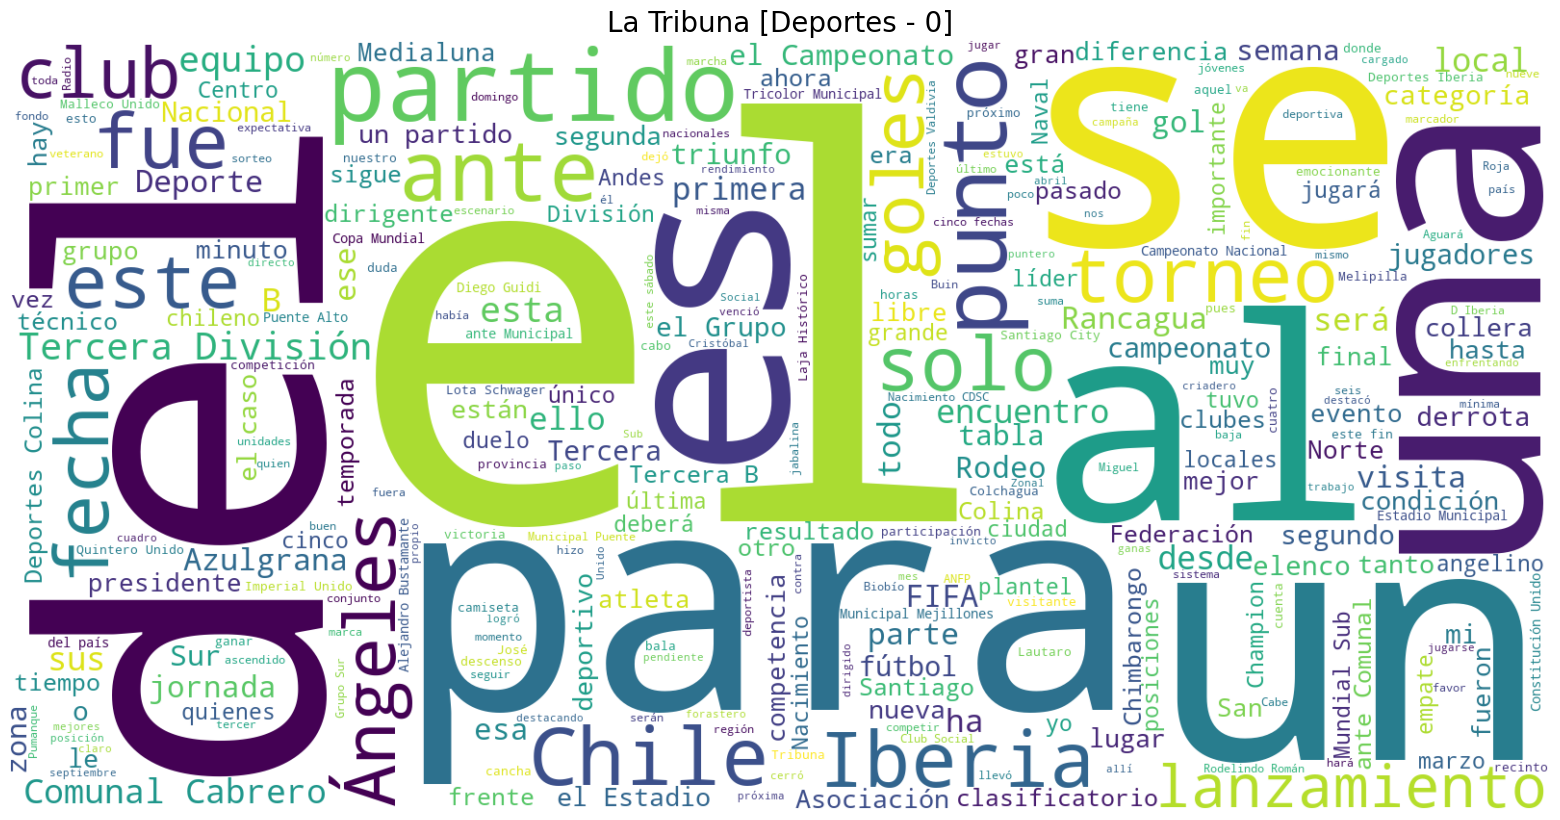 La Tribuna [Deportes - 0]
club
equipo
partido
Medialuna
el Campeonato
ahora
Tricolor Municipal
gran
diferencia
semana
local
categoría
Deportes Iberia
nueve
jugar
donde
cargado
jóvenes
aquel
va
toda
Radio
número
marcha
domingo
Centro
Nacional
Malleco Unido
esto
fondo
expectativa
hay
fue
veterano
sorteo
primer
Deporte
un partido
segunda
nacionales
nuestro
sigue
ante
dejó
triunfo
rendimiento
Andes
primera
era
goles
Deportes Valdivia
próximo
punto
Naval
tiene
campaña
gol
deportiva
marcador
está
estuvo
último
pasado
poco
abril
importante
emocionante
jugará
Roja
país
se
una
dirigente
escenario
División
él
misma
sumar
cinco fechas
nos
fin
Campeonato Nacional
mismo
Aguará
jugadores
grupo
minuto
Copa Mundial
ese
duda
este
directo
vez
B
técnico
chileno
Puente Alto
Tercera División
del
el
es
Diego Guidi
había
esta
ante Municipal
este sábado
Social
venció
el Grupo
cabo
Cristóbal
Laja Histórico
horas
libre
grande
puntero
Buin
líder
suma
torneo
Melipilla
Rancagua
pues
Santiago City
será
D Iberia
collera
hasta
final
enfrentando
competición
Deportes Colina
fecha
el caso
unidades
quien
temporada
Lota Schwager
único
están
ello
duelo
Sub
Tercera
provincia
paso
Tercera B
jabalina
solo
Nacimiento CDSC
encuentro
todo
tabla
Rodeo
Zonal
Colchagua
campeonato
muy
criadero
seis
destacó
tuvo
clubes
baja
cuatro
evento
mínima
derrota
este fin
al
Miguel
locales
Norte
mejor
trabajo
visita
condición
Estadio Municipal
fuera
última
deberá
Colina
ciudad
resultado
participación
otro
invicto
Federación
segundo
cuadro
buen
Quintero Unido
cinco
Azulgrana
presidente
Imperial Unido
conjunto
Ángeles
Alejandro Bustamante
propio
victoria
Municipal Puente
hizo
Unido
contra
ganas
desde
elenco
tanto
angelino
sistema
Biobío
mes
ANFP
FIFA
plantel
visitante
camiseta
logró
momento
José
descenso
seguir
deportivo
atleta
bala
pendiente
deportista
competencia
Municipal Mejillones
parte
Lautaro
fútbol
dirigido
Santiago
Nacimiento
nueva
ha
yo
Chimbarongo
posiciones
Champion
cuenta
San
Cabe
Mundial Sub
ante Comunal
mi
jugarse
favor
empate
fueron
Constitución Unido
para
un
del país
marca
ganar
sus
Sur
ascendido
tiempo
jornada
Grupo Sur
o
quienes
tercer
zona
Pumanque
mejores
posición
claro
le
septiembre
Comunal Cabrero
destacando
serán
forastero
esa
región
Chile
Tribuna
cerró
competir
Club Social
Iberia
llevó
lugar
allí
cancha
frente
el Estadio
próxima
Asociación
clasificatorio
Rodelindo Román
hará
marzo
recinto
lanzamiento